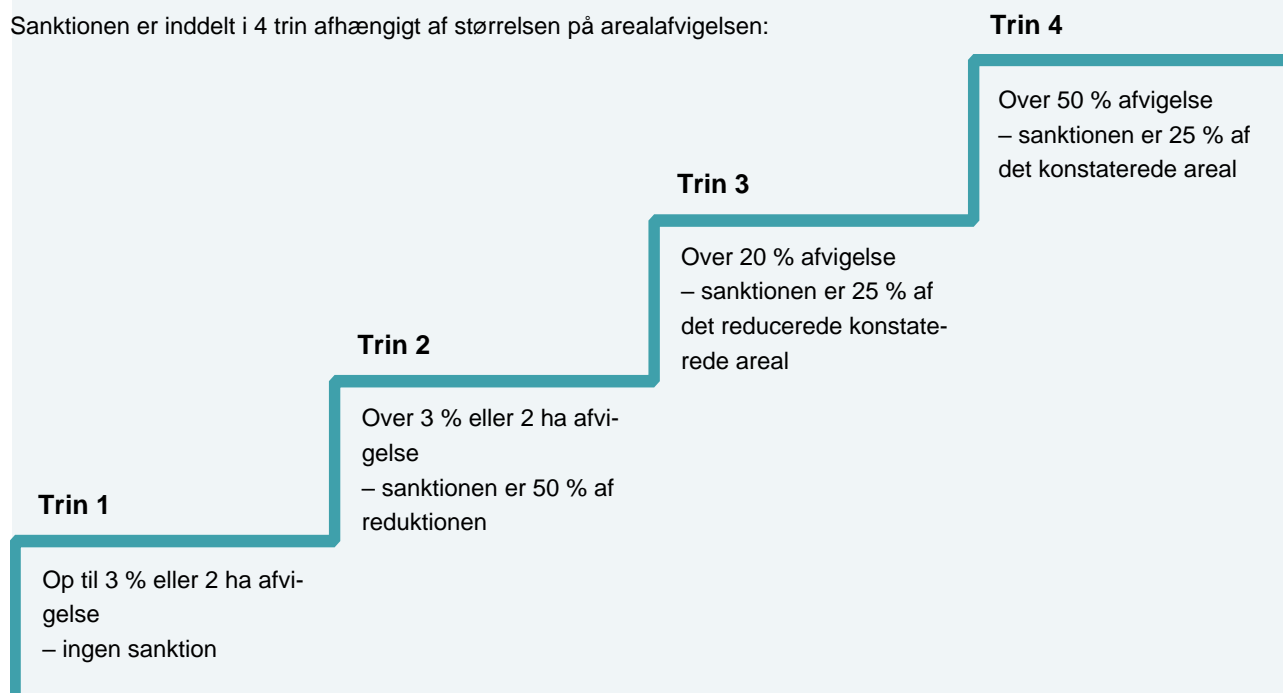 Sanktionen er inddelt i 4 trin afhængigt af størrelsen på arealafvigelsen:
Trin 4
Over 50 % afvigelse
– sanktionen er 25 % af
det konstaterede areal
Trin 3
Over 20 % afvigelse
– sanktionen er 25 % af
det reducerede konstate-
rede areal
Trin 2
Over 3 % eller 2 ha afvi-
gelse
– sanktionen er 50 % af
reduktionen
Trin 1
Op til 3 % eller 2 ha afvi-
gelse
– ingen sanktion